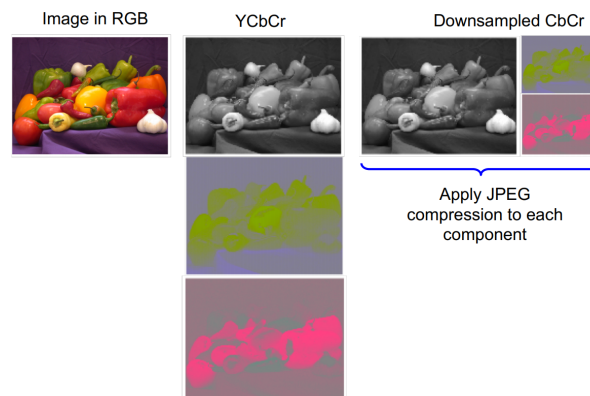 Image in RGB
YCbCr
Downsampled CbCr
Apply JPEG
compression to each
component